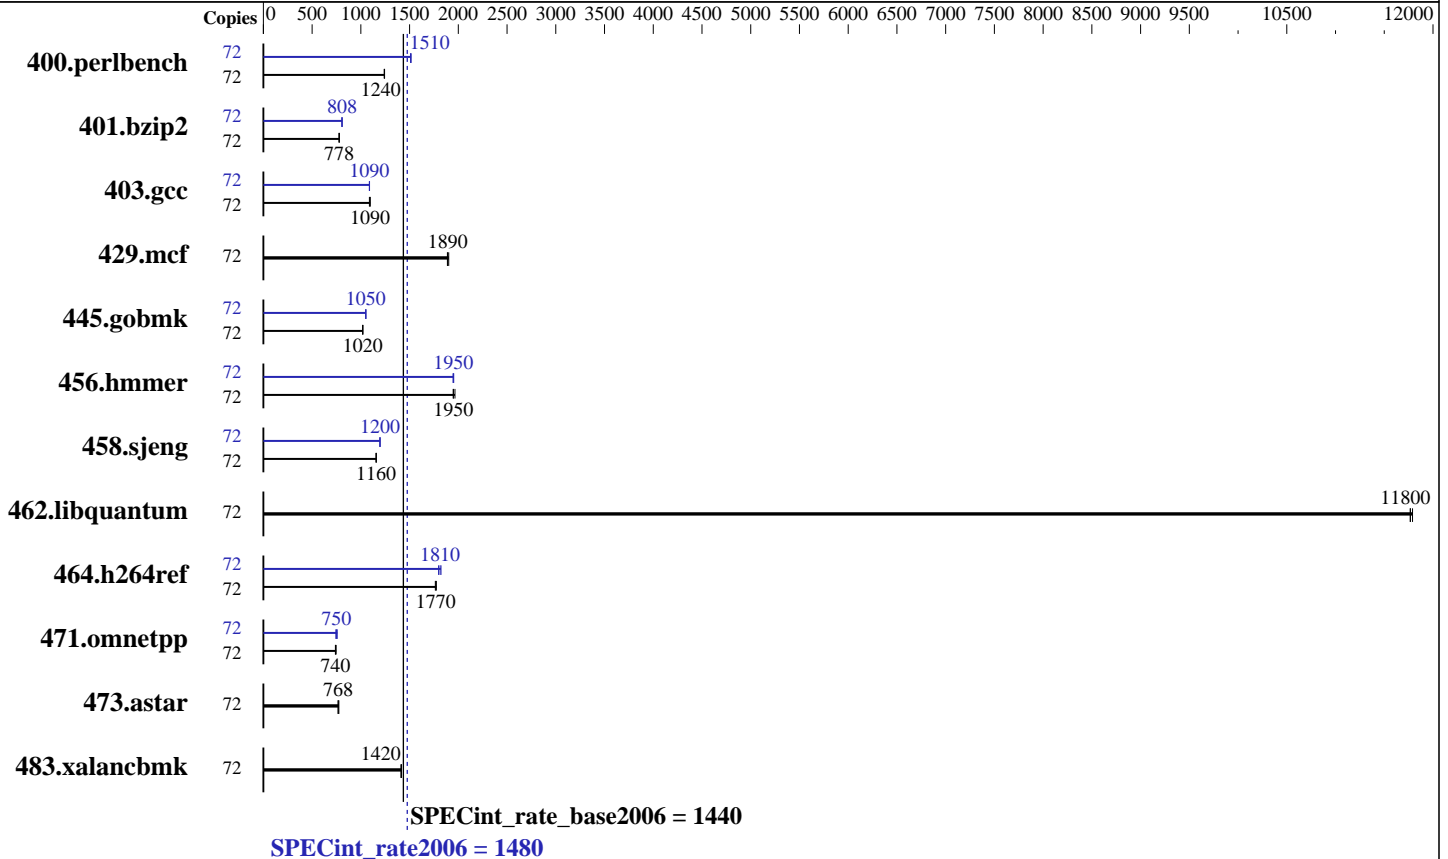 Copies 0 500 1000 1500 2000 2500 3000 3500 4000 4500 5000 5500 6000 6500 7000 7500 8000 8500 9000 9500 10500 12000
400.perlbench 72 1510
72 1240
401.bzip2 72 808
72 778
403.gcc 72 1090
72 1090
429.mcf 72 1890
445.gobmk 72 1050
72 1020
456.hmmer 72 1950
72 1950
458.sjeng 72 1200
72 1160
462.libquantum 72 11800
464.h264ref 72 1810
72 1770
471.omnetpp 72 750
72 740
473.astar 72 768
483.xalancbmk 72 1420
SPECint_rate_base2006 = 1440
SPECint_rate2006 = 1480